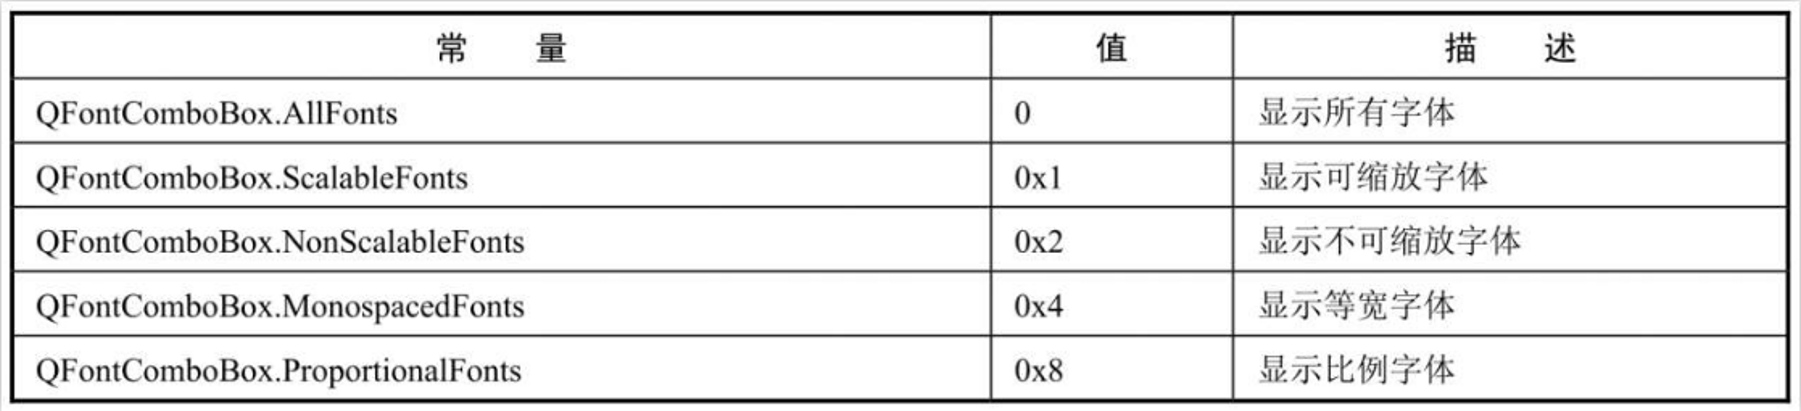 常 量 值 描 述
QFontComboBox.AllFonts 0 显示所有字体
QFontComboBox.ScalableFonts 0x1 显示可缩放字体
QFontComboBox.NonScalableFonts 0x2 显示不可缩放字体
QFontComboBox.MonospacedFonts 0x4 显示等宽字体
QFontComboBox.ProportionalFonts 0x8 显示比例字体